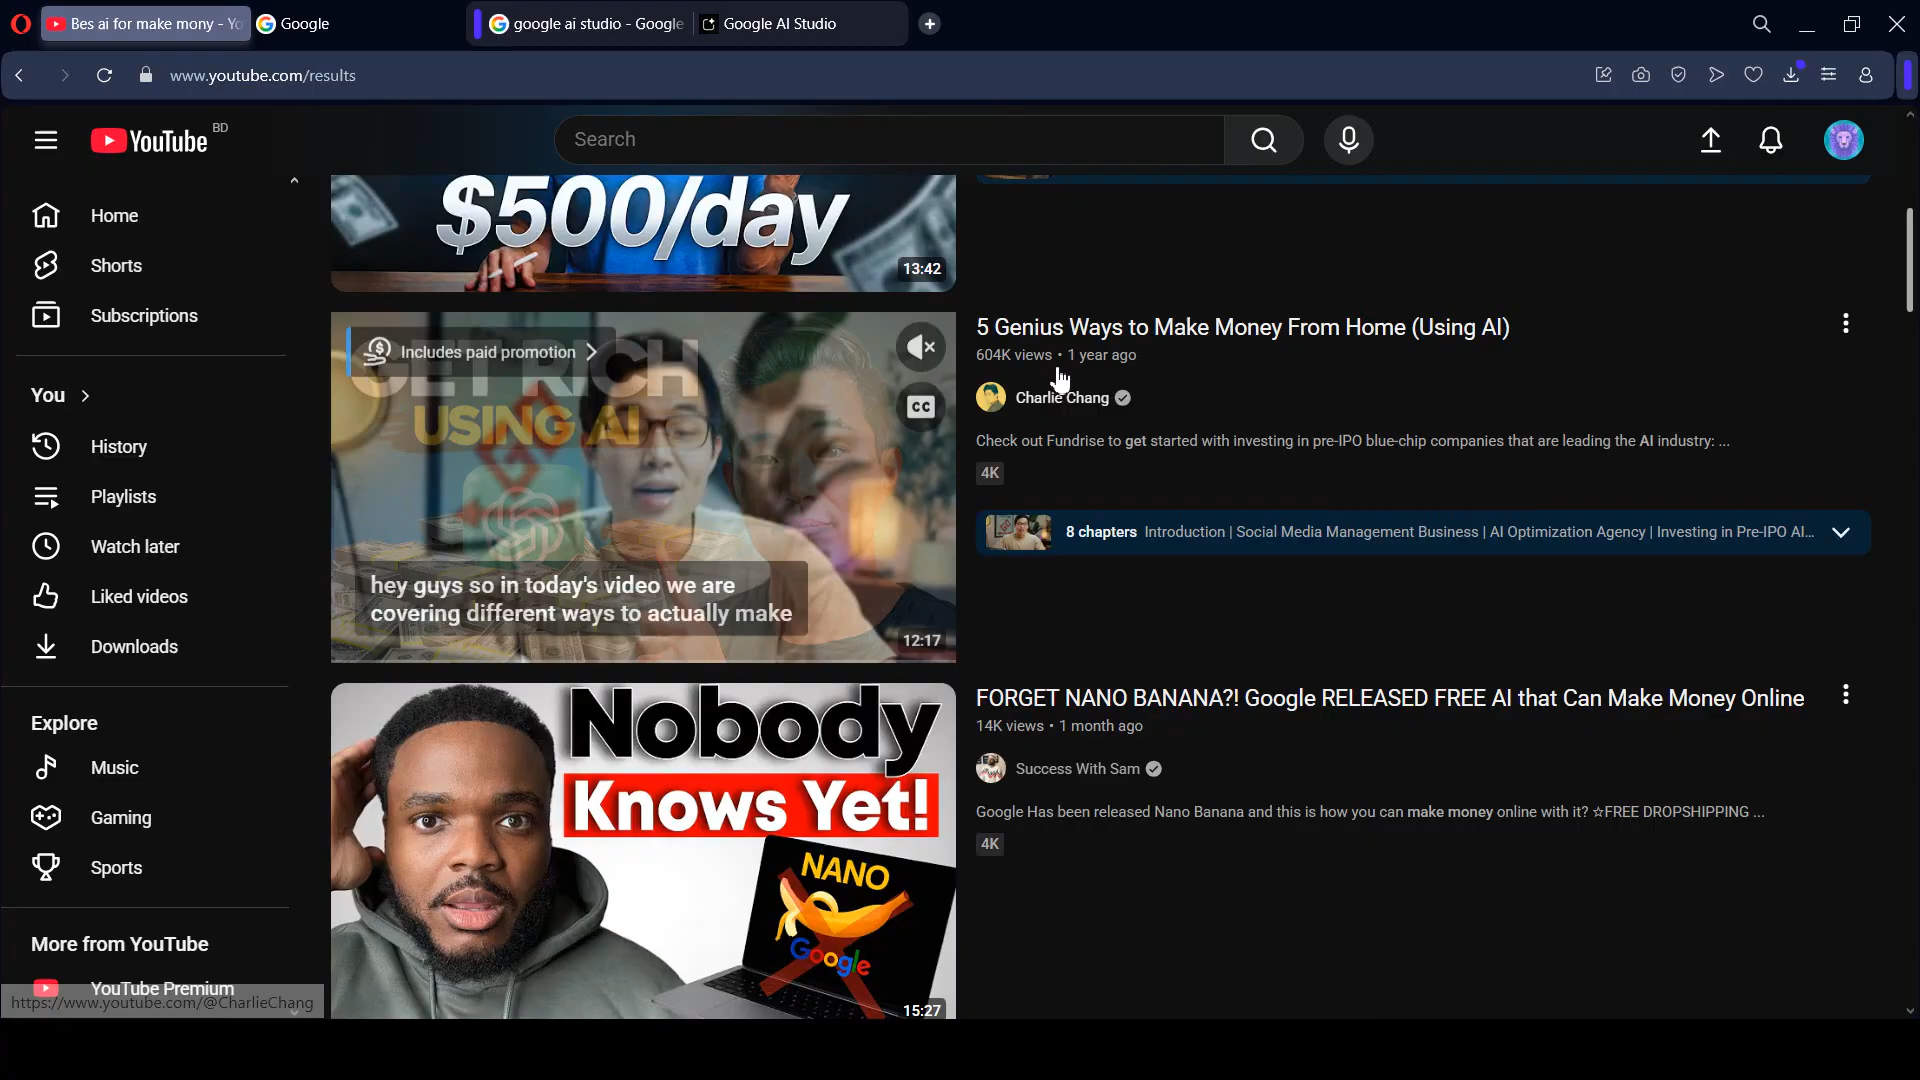 Bes ai for make mony - Yo
Google
google ai studio - Google
Google AI Studio
www.youtube.com/results
YouTube
BD
Search
Home
Shorts
Subscriptions
You
History
Playlists
Watch later
Liked videos
Downloads
Explore
Music
Gaming
Sports
More from YouTube
YouTube Premium
https://www.youtube.com/@CharlieChang
$500/day
13:42
Includes paid promotion
GET RICH
USING AI
CC
hey guys so in today's video we are
covering different ways to actually make
12:17
5 Genius Ways to Make Money From Home (Using AI)
604K views • 1 year ago
Charlie Chang
Check out Fundrise to get started with investing in pre-IPO blue-chip companies that are leading the AI industry: ...
4K
8 chapters Introduction | Social Media Management Business | AI Optimization Agency | Investing in Pre-IPO AI...
Nobody
Knows Yet!
NANO
Google
15:27
FORGET NANO BANANA?! Google RELEASED FREE AI that Can Make Money Online
14K views • 1 month ago
Success With Sam
Google Has been released Nano Banana and this is how you can make money online with it? ☆FREE DROPSHIPPING ...
4K